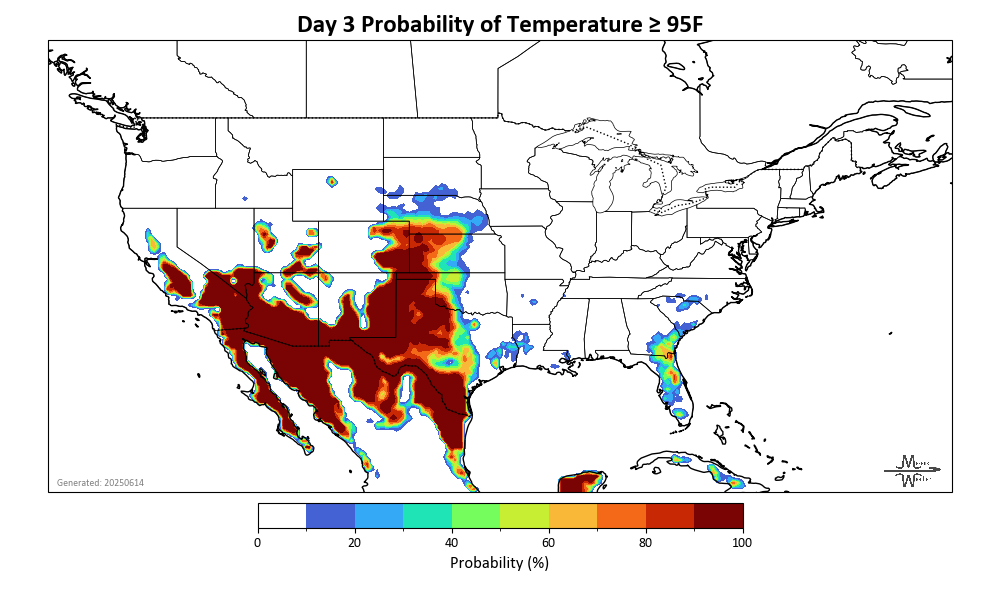 Day 3 Probability of Temperature ≥ 95F
Generated: 20250614
0 20 40 60 80 100
Probability (%)